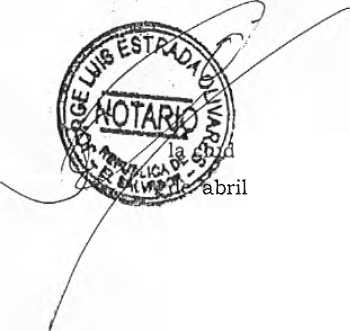 JORGE LUIS ESTRADA OLIVARES
NOTARIO
REPUBLICA DE
EL SALVADOR
la ciud
de abril